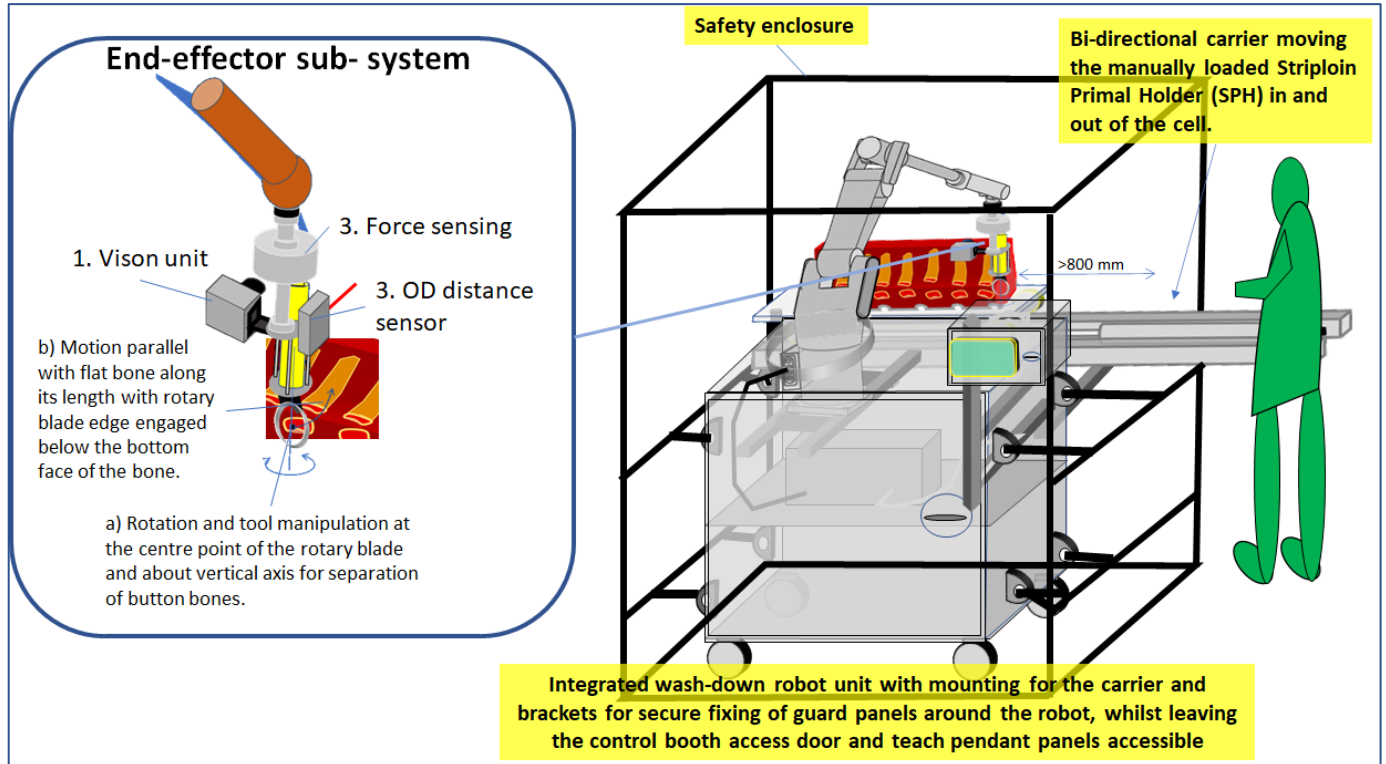 End-effector sub- system
1. Vison unit
3. Force sensing
3. OD distance
sensor
b) Motion parallel
with flat bone along
its length with rotary
blade edge engaged
below the bottom
face of the bone.
a) Rotation and tool manipulation at
the centre point of the rotary blade
and about vertical axis for separation
of button bones.
Safety enclosure
Bi-directional carrier moving
the manually loaded Striploin
Primal Holder (SPH) in and
out of the cell.
>800 mm
Integrated wash-down robot unit with mounting for the carrier and
brackets for secure fixing of guard panels around the robot, whilst leaving
the control booth access door and teach pendant panels accessible